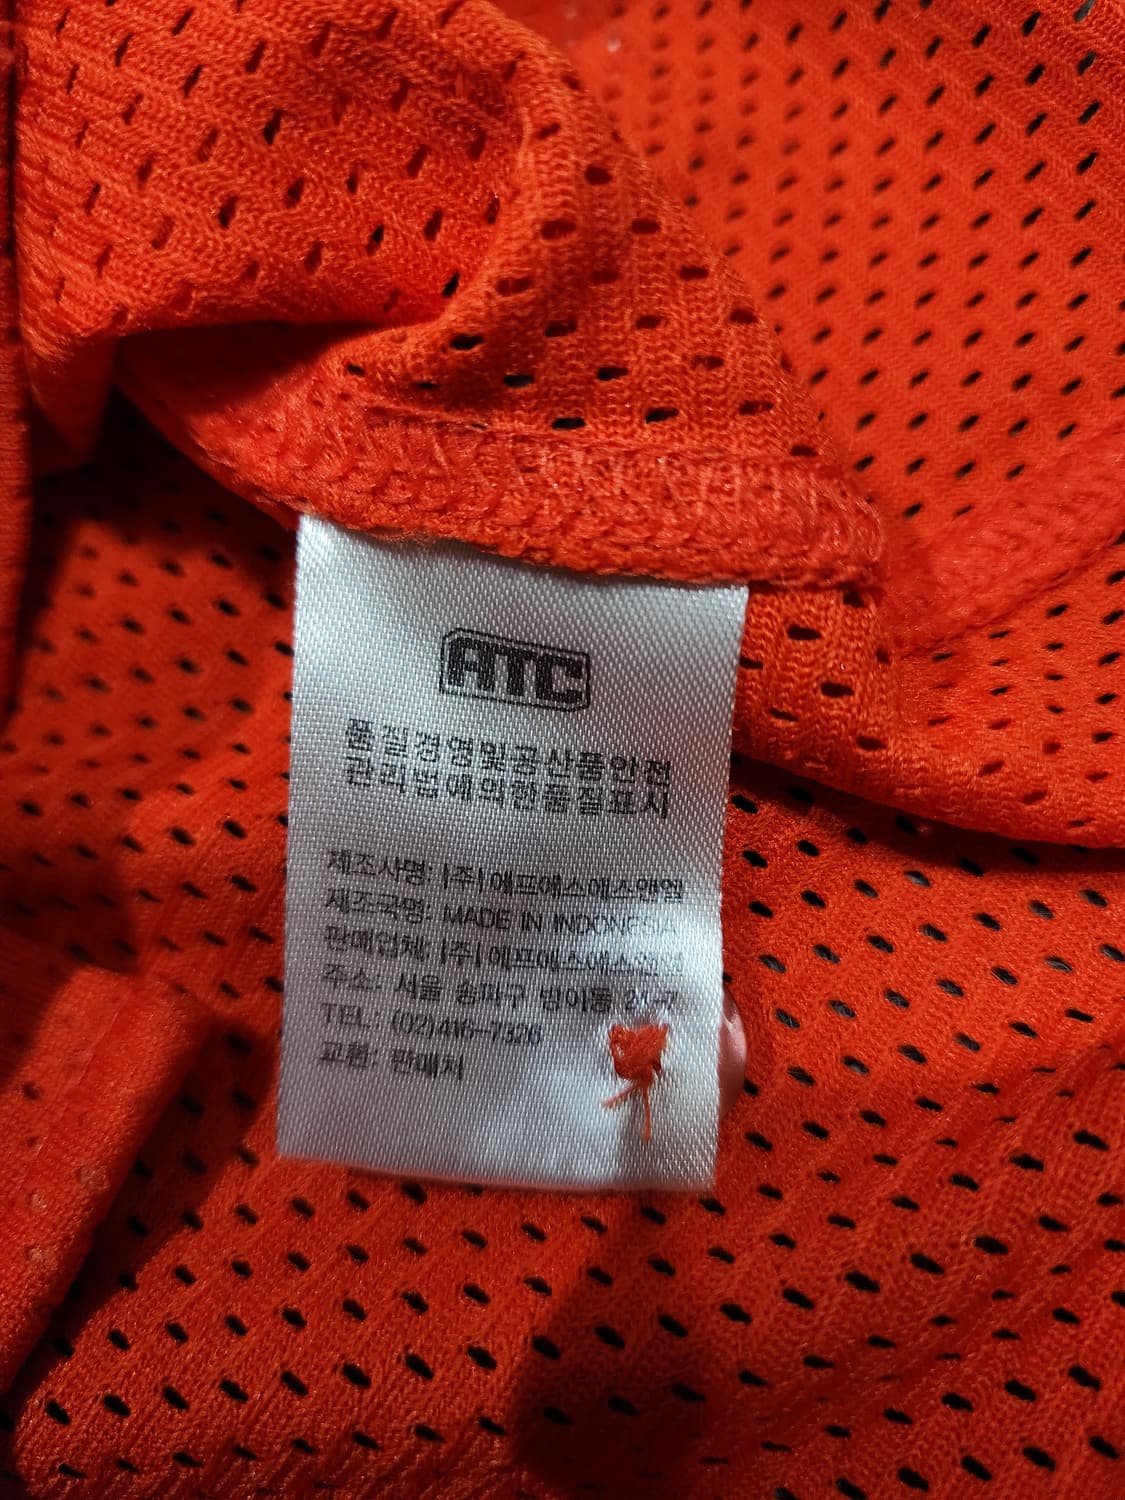 ATC
품질경영및공산품안전
관리법에의한품질표시
제조사명: (주)에프에스에스앤엘
제조국명: MADE IN INDONESIA
판매업체: (주)에프에스에스앤엘
주소: 서울 송파구 방이동
TEL: (02)416-7326
교환: 판매처